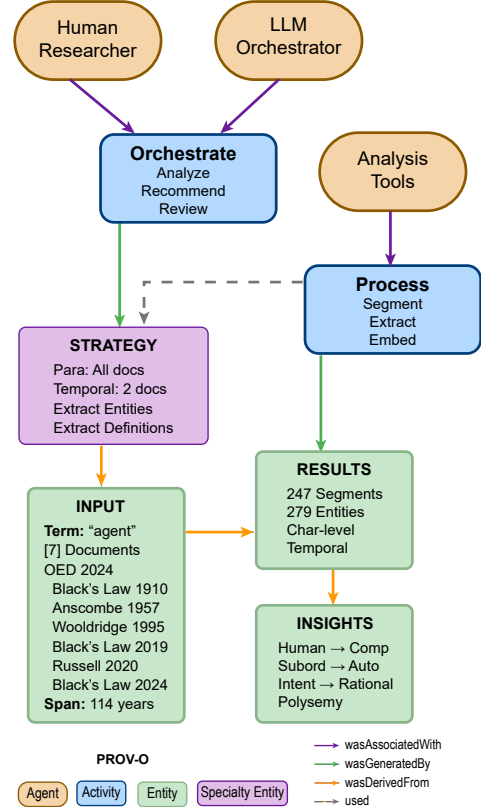 Human
Researcher
LLM
Orchestrator
Orchestrate
Analyze
Recommend
Review
Analysis
Tools
Process
Segment
Extract
Embed
STRATEGY
Para: All docs
Temporal: 2 docs
Extract Entities
Extract Definitions
RESULTS
247 Segments
279 Entities
Char-level
Temporal
INPUT
Term: “agent”
[7] Documents
OED 2024
Black’s Law 1910
Anscombe 1957
Wooldridge 1995
Black’s Law 2019
Russell 2020
Black’s Law 2024
Span: 114 years
INSIGHTS
Human → Comp
Subord → Auto
Intent → Rational
Polysemy
PROV-O
Agent
Activity
Entity
Specialty Entity
wasAssociatedWith
wasGeneratedBy
wasDerivedFrom
used